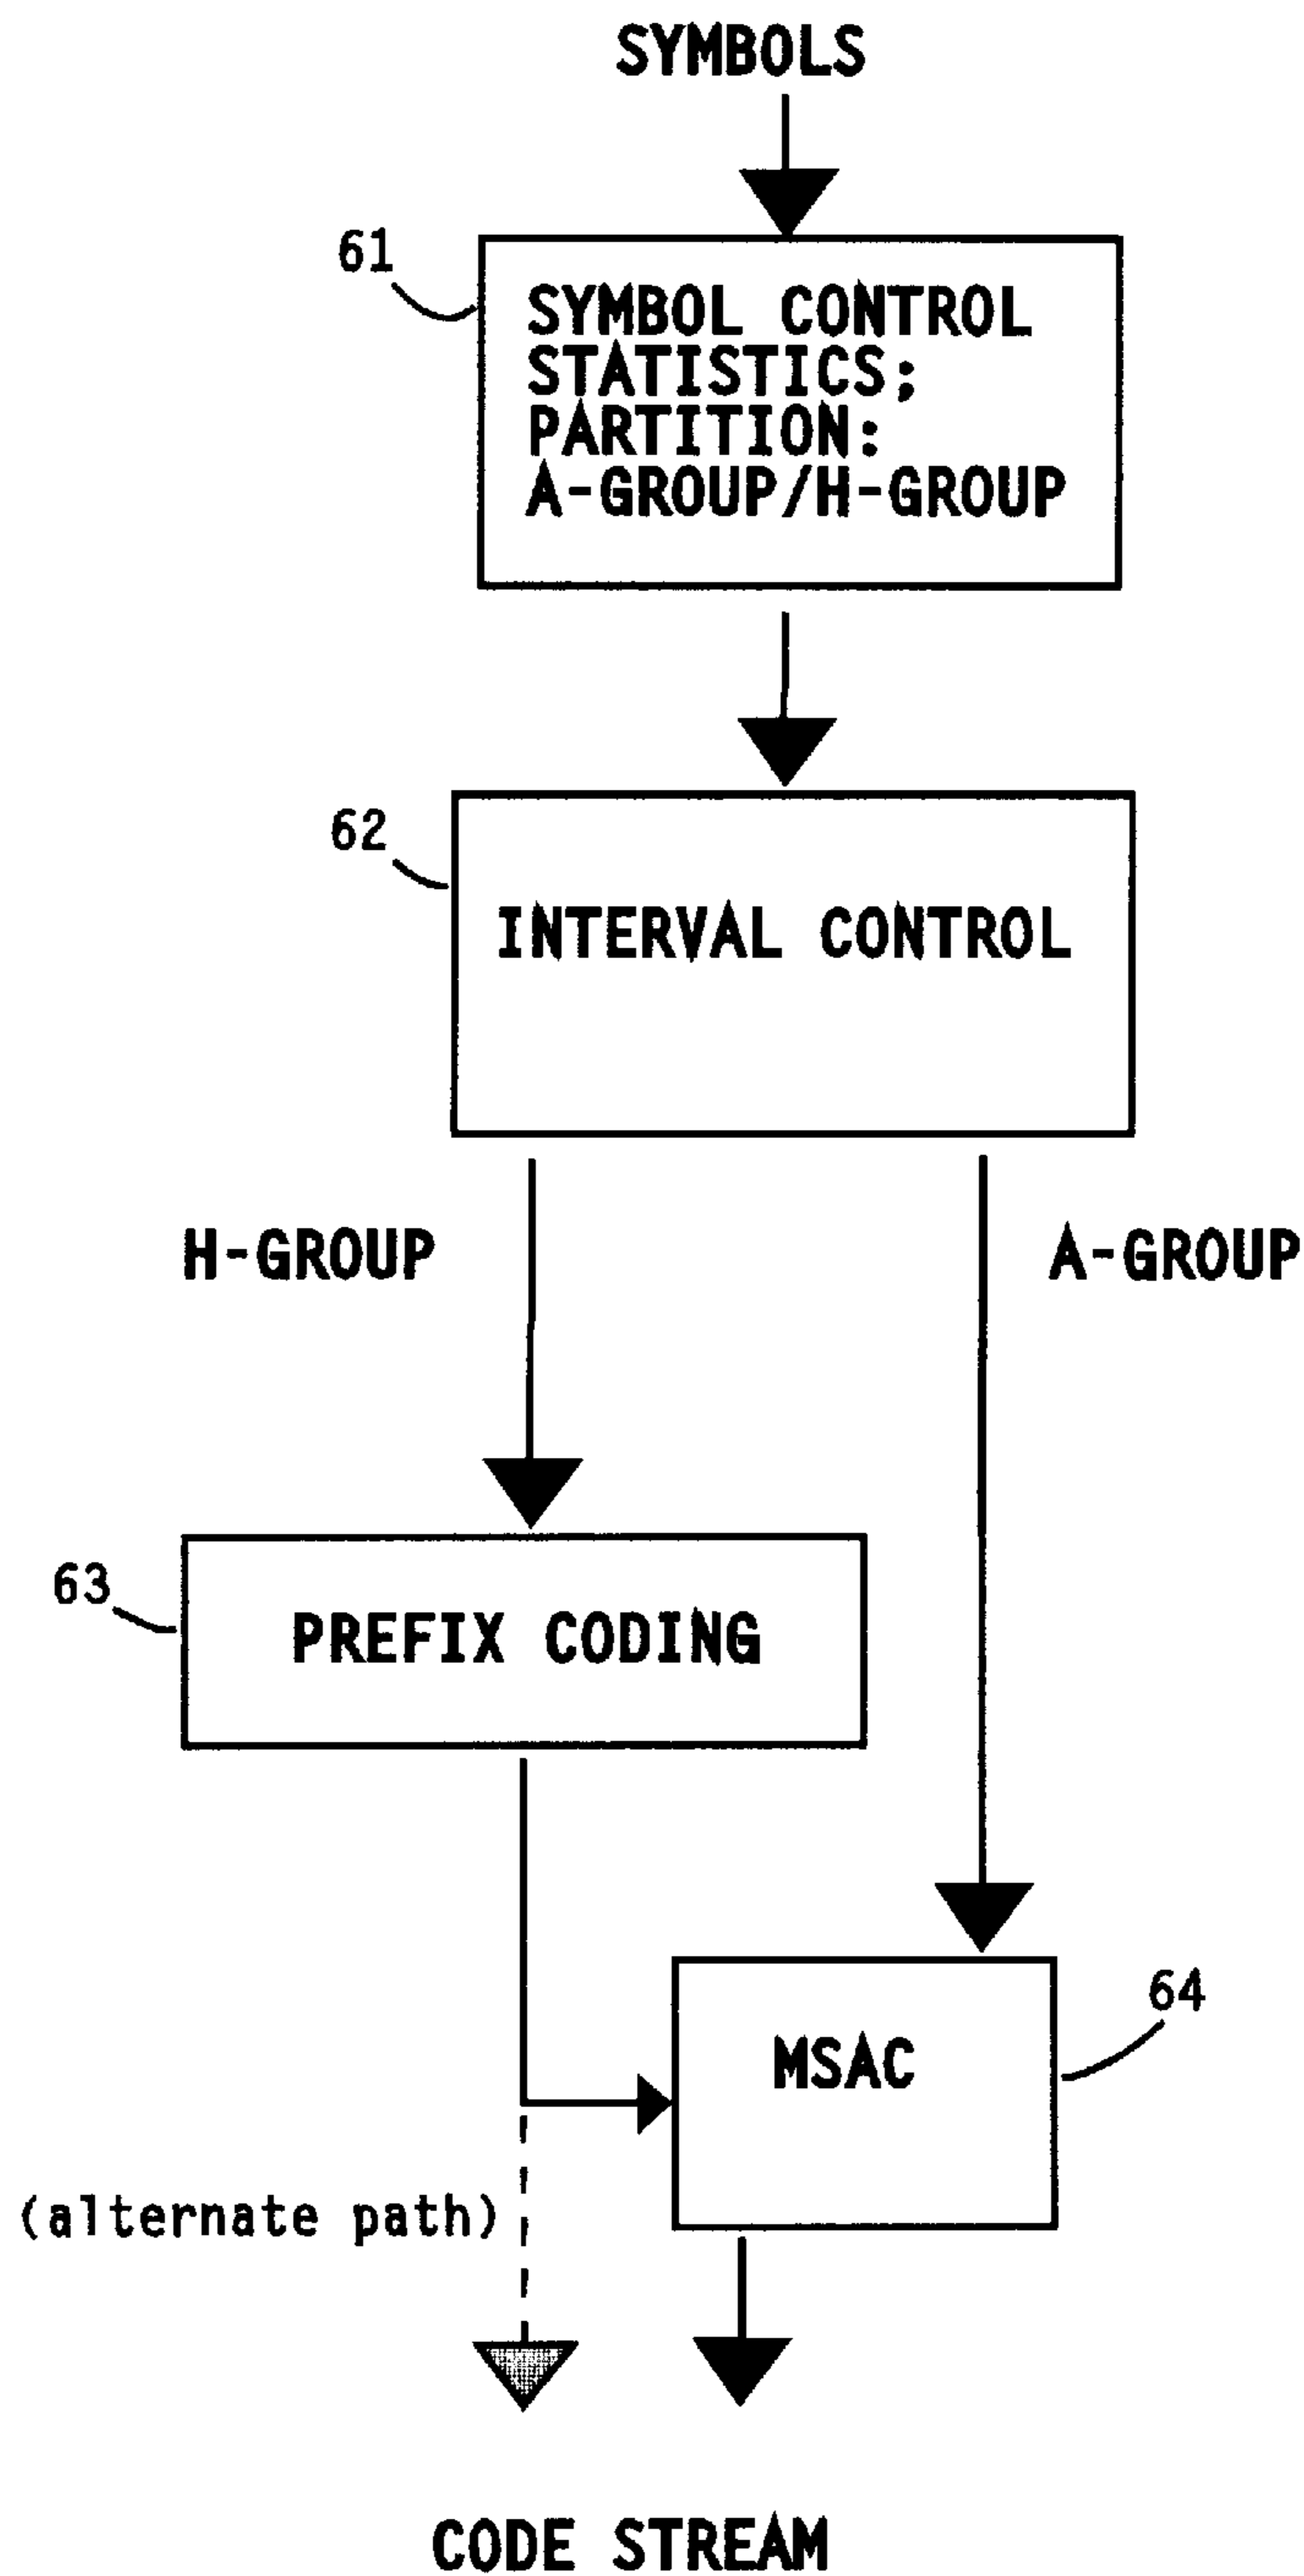 SYMBOLS
61
SYMBOL CONTROL
STATISTICS;
PARTITION:
A-GROUP/H-GROUP
62
INTERVAL CONTROL
H-GROUP
A-GROUP
63
PREFIX CODING
64
MSAC
(alternate path)
CODE STREAM